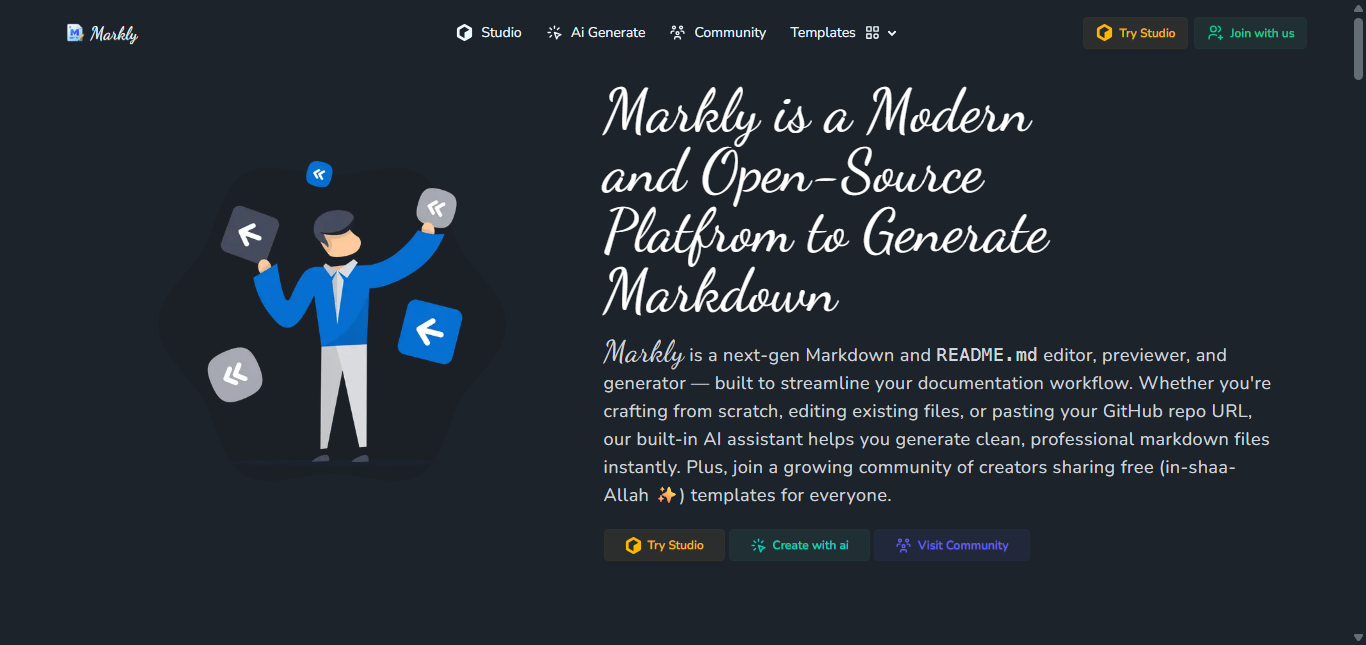 Markly
Studio
Ai Generate
Community
Templates
Try Studio
Join with us
Markly is a Modern
and Open-Source
Platfrom to Generate
Markdown
Markly is a next-gen Markdown and README.md editor, previewer, and
generator — built to streamline your documentation workflow. Whether you're
crafting from scratch, editing existing files, or pasting your GitHub repo URL,
our built-in AI assistant helps you generate clean, professional markdown files
instantly. Plus, join a growing community of creators sharing free (in-shaa-
Allah ✨) templates for everyone.
Try Studio
Create with ai
Visit Community